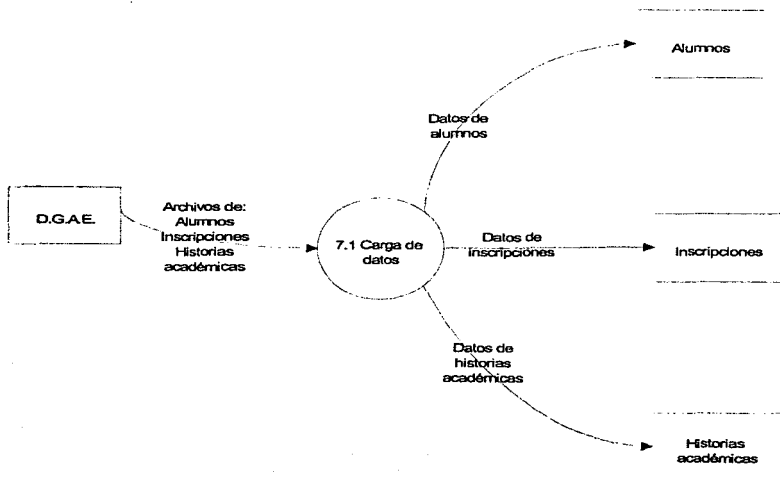 Alumnos
Datos de
alumnos
D.G.A.E.
Archivos de:
Alumnos
Inscripciones
Historias
académicas
7.1 Carga de
datos
Datos de
inscripciones
Inscripciones
Datos de
historias
académicas
Historias
académicas